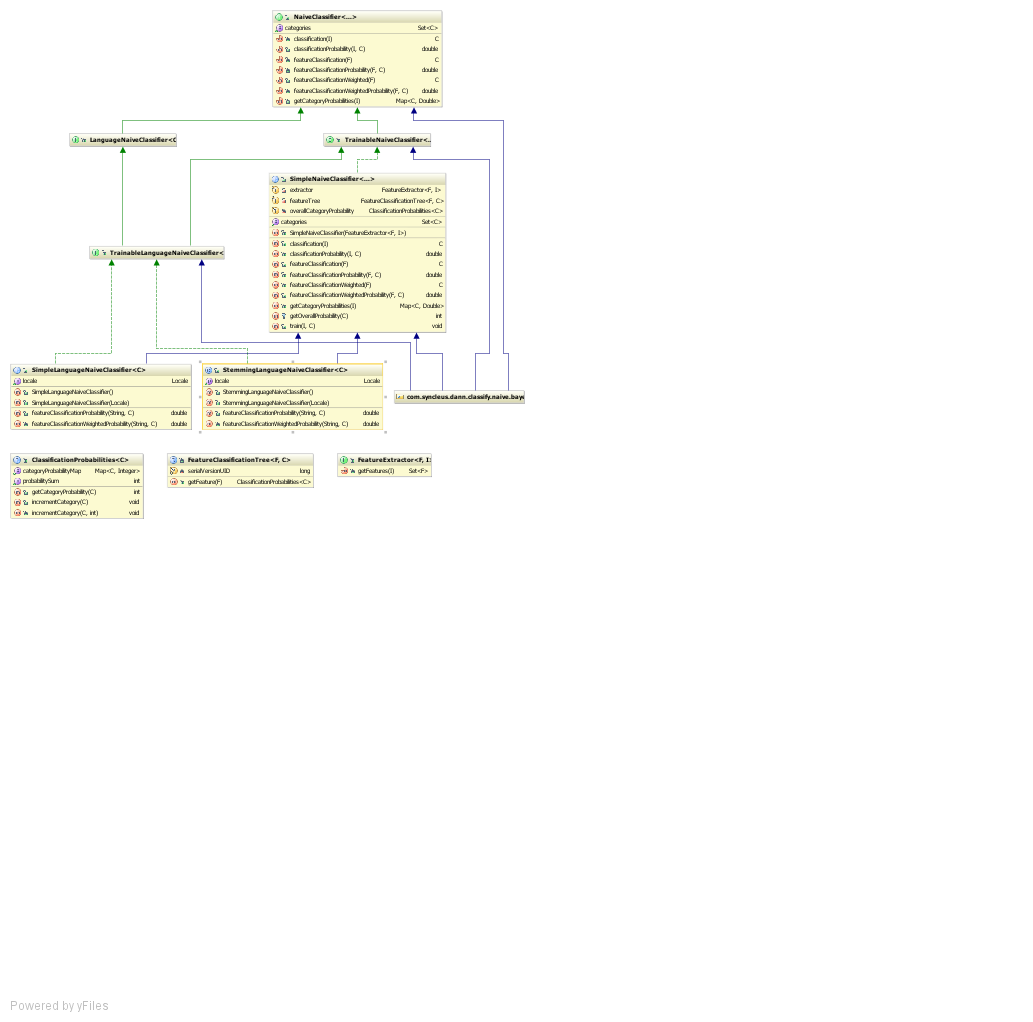 NaiveClassifier<...>
categories Set<C>
classification(I) C
classificationProbability(I, C) double
featureClassification(F) C
featureClassificationProbability(F, C) double
featureClassificationWeighted(F) C
featureClassificationWeightedProbability(F, C) double
getCategoryProbabilities(I) Map<C, Double>
LanguageNaiveClassifier<C
TrainableNaiveClassifier<..
SimpleNaiveClassifier<...>
extractor FeatureExtractor<F, I>
featureTree FeatureClassificationTree<F, C>
overallCategoryProbability ClassificationProbabilities<C>
categories Set<C>
SimpleNaiveClassifier(FeatureExtractor<F, I>)
classification(I) C
classificationProbability(I, C) double
featureClassification(F) C
featureClassificationProbability(F, C) double
featureClassificationWeighted(F) C
featureClassificationWeightedProbability(F, C) double
getCategoryProbabilities(I) Map<C, Double>
getOverallProbability(C) int
train(I, C) void
TrainableLanguageNaiveClassifier<
SimpleLanguageNaiveClassifier<C>
locale Locale
SimpleLanguageNaiveClassifier()
SimpleLanguageNaiveClassifier(Locale)
featureClassificationProbability(String, C) double
featureClassificationWeightedProbability(String, C) double
StemmingLanguageNaiveClassifier<C>
locale Locale
StemmingLanguageNaiveClassifier()
StemmingLanguageNaiveClassifier(Locale)
featureClassificationProbability(String, C) double
featureClassificationWeightedProbability(String, C) double
com.syncleus.dann.classify.naive.baye
ClassificationProbabilities<C>
categoryProbabilityMap Map<C, Integer>
probabilitySum int
getCategoryProbability(C) int
incrementCategory(C) void
incrementCategory(C, int) void
FeatureClassificationTree<F, C>
serialVersionUID long
getFeature(F) ClassificationProbabilities<C>
FeatureExtractor<F, I>
getFeatures(I) Set<F>
Powered by yFiles